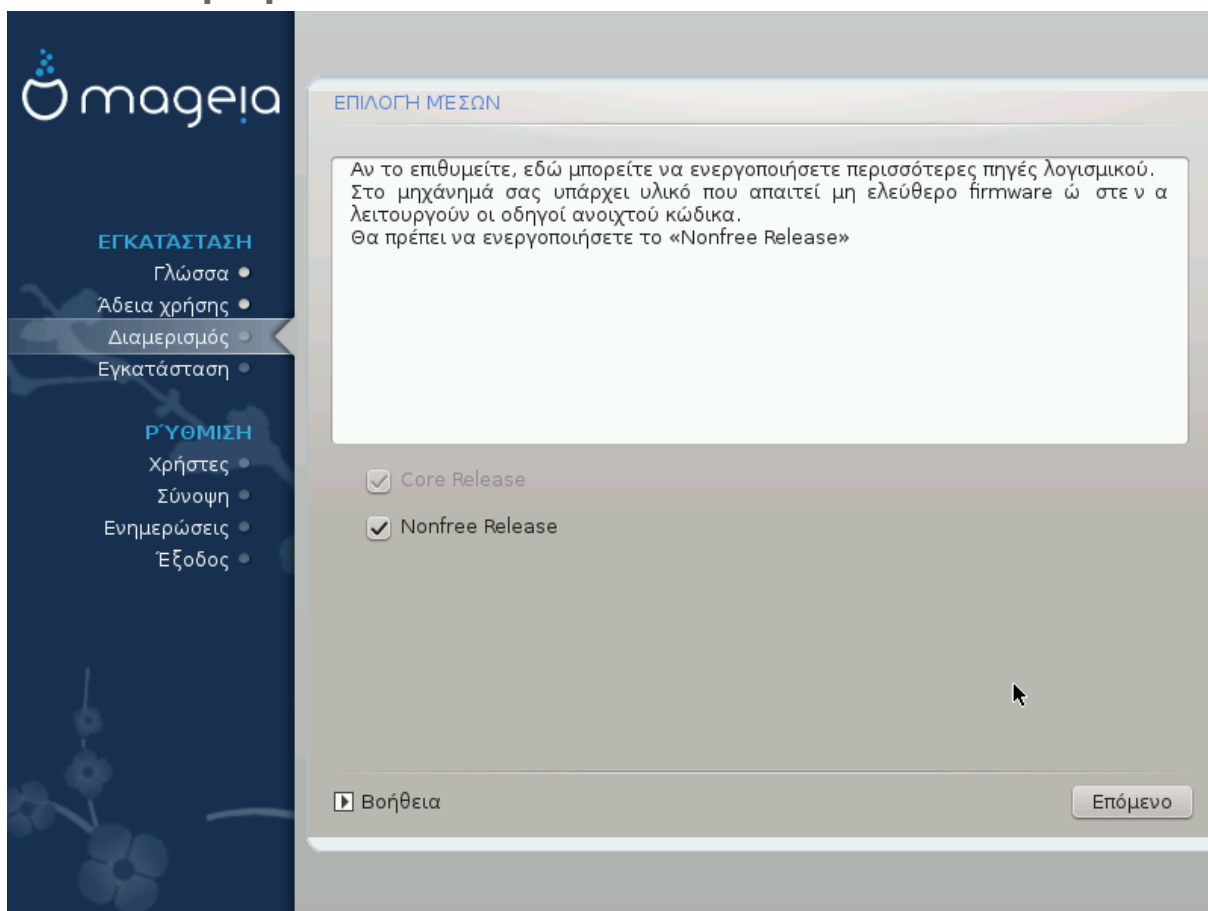 mageia
ΕΠΙΛΟΓΉ ΜΈΣΩΝ
Αν το επιθυμείτε, εδώ μπορείτε να ενεργοποιήσετε περισσότερες πηγές λογισμικού.
Στο μηχάνημά σας υπάρχει υλικό που απαιτεί μη ελεύθερο firmware ώ στε ν α
λειτουργούν οι οδηγοί ανοιχτού κώδικα.
Θα πρέπει να ενεργοποιήσετε το «Nonfree Release»
ΕΓΚΑΤΆΣΤΑΣΗ
Γλώσσα
Άδεια χρήσης
Διαμερισμός
Εγκατάσταση
ΡΎΘΜΙΣΗ
Χρήστες
Σύνοψη
Ενημερώσεις
Έξοδος
Core Release
Nonfree Release
Βοήθεια
Επόμενο